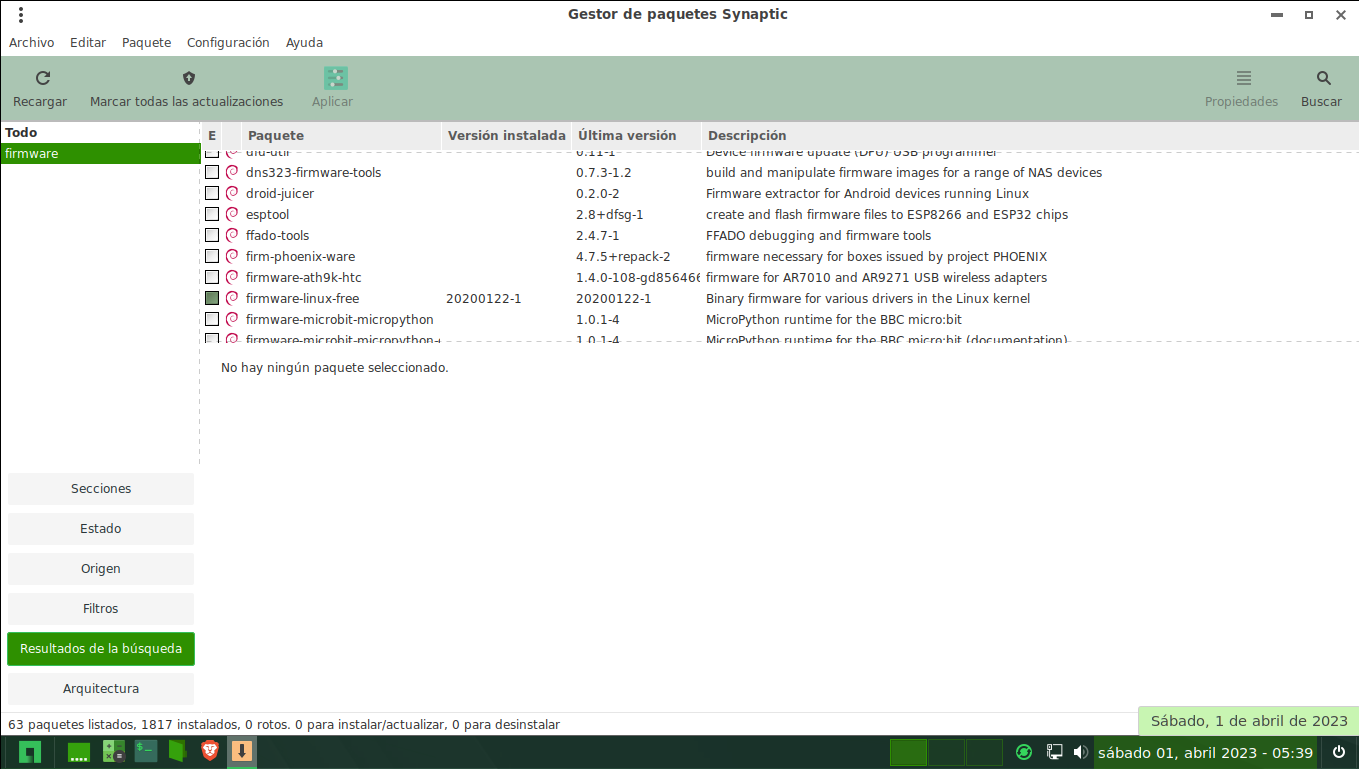 Gestor de paquetes Synaptic
Archivo Editar Paquete Configuración Ayuda
Recargar Marcar todas las actualizaciones Aplicar Propiedades Buscar
Todo
firmware
E Paquete Versión instalada Última versión Descripción
dfu-util 0.11-1 Device firmware update (DFU) USB programmer
dns323-firmware-tools 0.7.3-1.2 build and manipulate firmware images for a range of NAS devices
droid-juicer 0.2.0-2 Firmware extractor for Android devices running Linux
esptool 2.8+dfsg-1 create and flash firmware files to ESP8266 and ESP32 chips
ffado-tools 2.4.7-1 FFADO debugging and firmware tools
firm-phoenix-ware 4.7.5+repack-2 firmware necessary for boxes issued by project PHOENIX
firmware-ath9k-htc 1.4.0-108-gd856466 firmware for AR7010 and AR9271 USB wireless adapters
firmware-linux-free 20200122-1 20200122-1 Binary firmware for various drivers in the Linux kernel
firmware-microbit-micropython 1.0.1-4 MicroPython runtime for the BBC micro:bit
firmware-microbit-micropython- 1.0.1-4 MicroPython runtime for the BBC micro:bit (documentation)
No hay ningún paquete seleccionado.
Secciones
Estado
Origen
Filtros
Resultados de la búsqueda
Arquitectura
63 paquetes listados, 1817 instalados, 0 rotos. 0 para instalar/actualizar, 0 para desinstalar
Sábado, 1 de abril de 2023
sábado 01, abril 2023 - 05:39